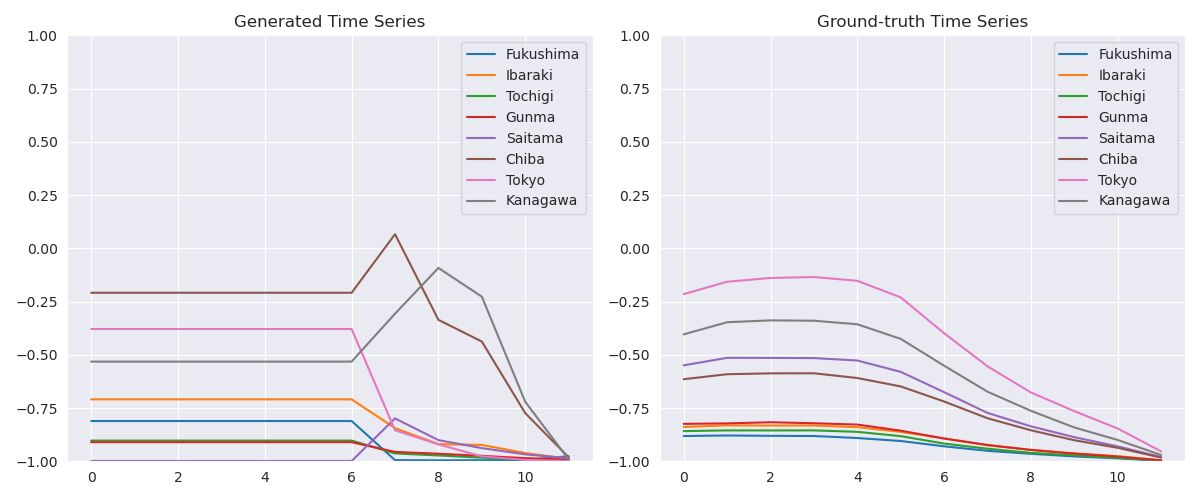 Generated Time Series
1.00
0.75
0.50
0.25
0.00
−0.25
−0.50
−0.75
−1.00
0 2 4 6 8 10
Fukushima
Ibaraki
Tochigi
Gunma
Saitama
Chiba
Tokyo
Kanagawa
Ground-truth Time Series
1.00
0.75
0.50
0.25
0.00
−0.25
−0.50
−0.75
−1.00
0 2 4 6 8 10
Fukushima
Ibaraki
Tochigi
Gunma
Saitama
Chiba
Tokyo
Kanagawa